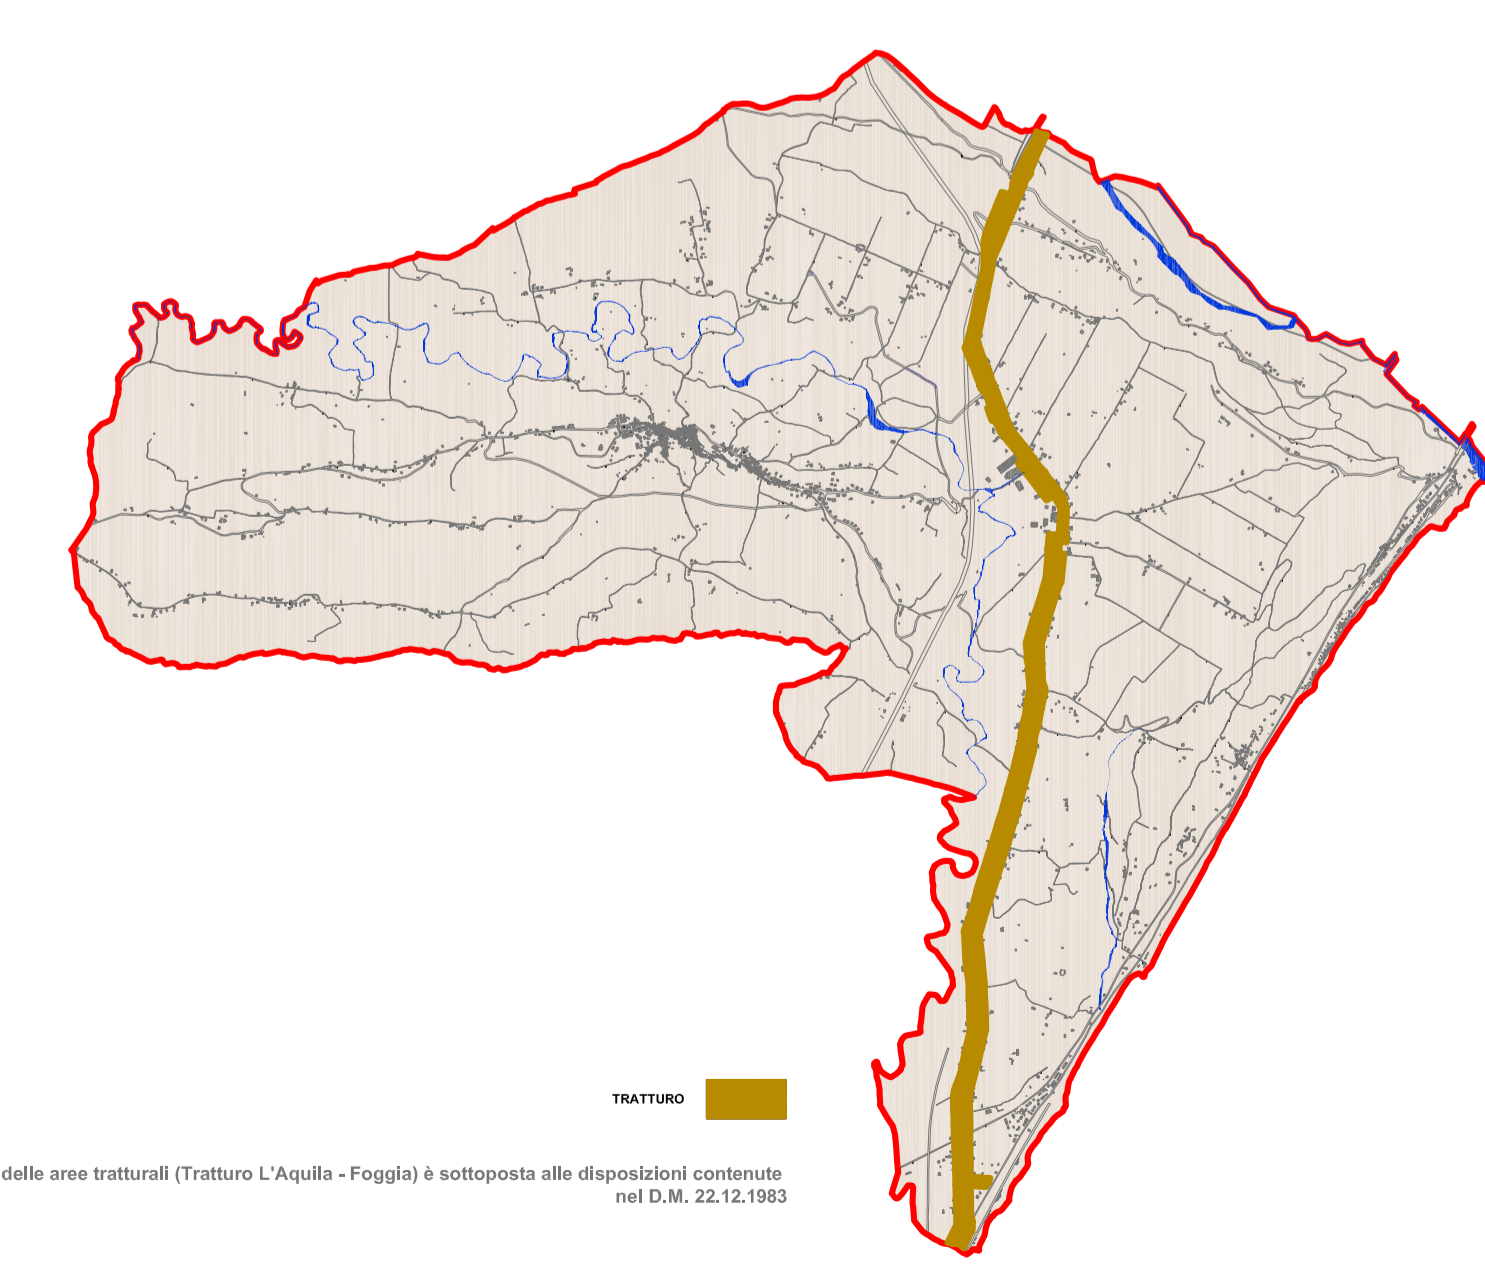 TRATTURO
delle aree tratturali (Tratturo L'Aquila - Foggia) è sottoposta alle disposizioni contenute
nel D.M. 22.12.1983